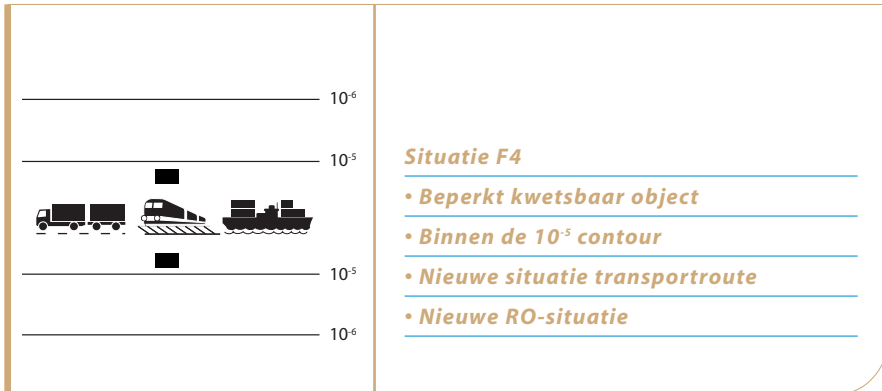 10⁻⁶
10⁻⁵
10⁻⁵
10⁻⁶
Situatie F4
• Beperkt kwetsbaar object
• Binnen de 10⁻⁵ contour
• Nieuwe situatie transportroute
• Nieuwe RO-situatie